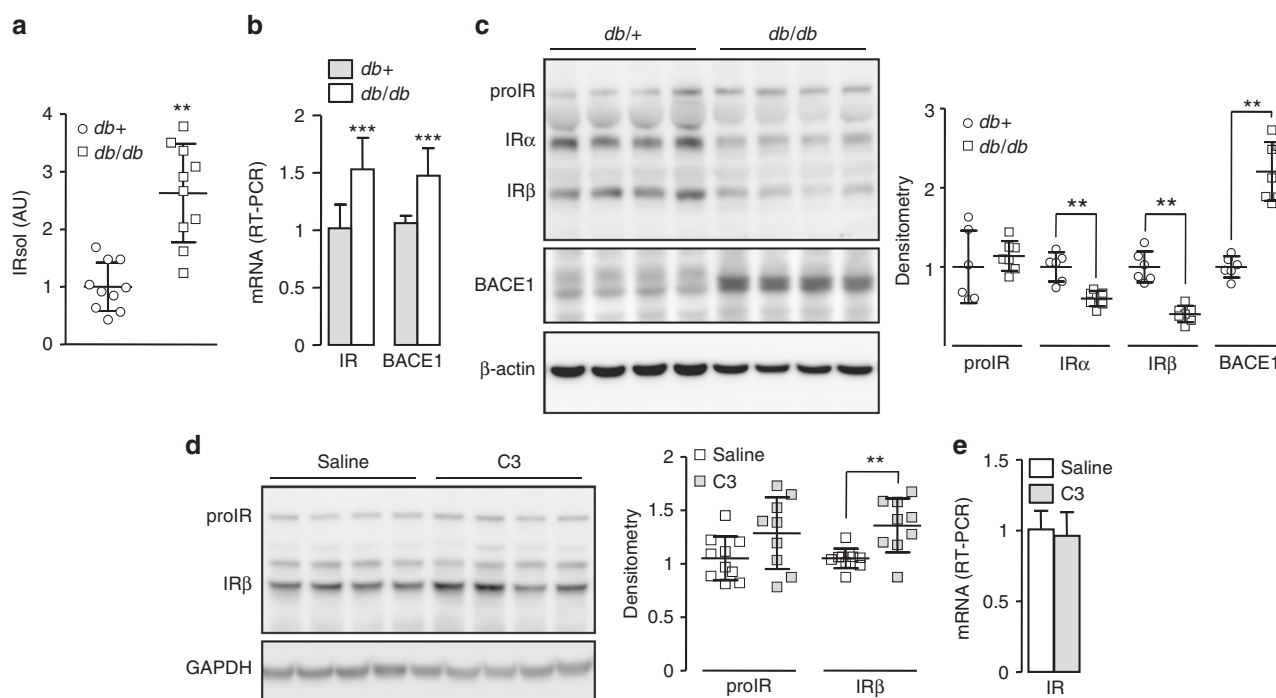 a
IRsol (AU)
4
3
2
1
0
db+
db/db
**
b
db+
db/db
mRNA (RT-PCR)
2
1.5
1
0.5
0
***
***
IR
BACE1
c
db/+
db/db
proIR
IRα
IRβ
BACE1
β-actin
Densitometry
3
2
1
db+
db/db
**
**
**
proIR
IRα
IRβ
BACE1
d
Saline
C3
proIR
IRβ
GAPDH
Densitometry
2
1.5
1
0.5
0
Saline
C3
**
proIR
IRβ
e
mRNA (RT-PCR)
1.5
1
0.5
0
Saline
C3
IR